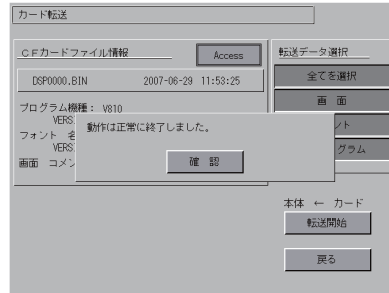 カード転送
CFカードファイル情報
Access
DSP0000.BIN 2007-06-29 11:53:25
プログラム機種: V810
VERS
フォント 名
VERS
画面 コメン
動作は正常に終了しました。
確 認
転送データ選択
全てを選択
画 面
ント
グラム
本体 ← カード
転送開始
戻る